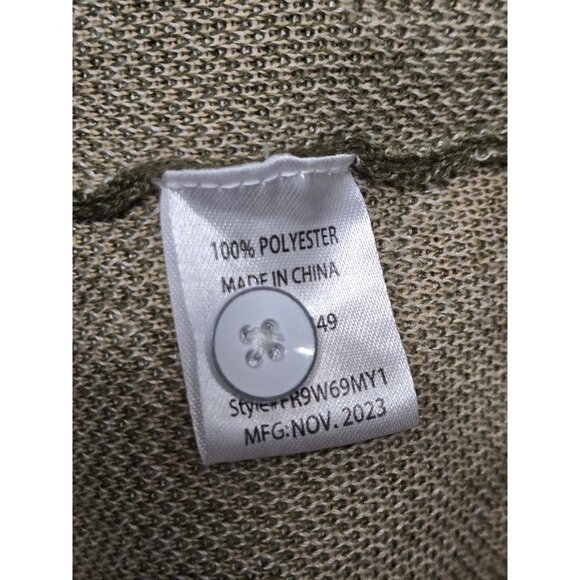 100% POLYESTER
MADE IN CHINA
49
Style#FR9W69MY1
MFG:NOV. 2023